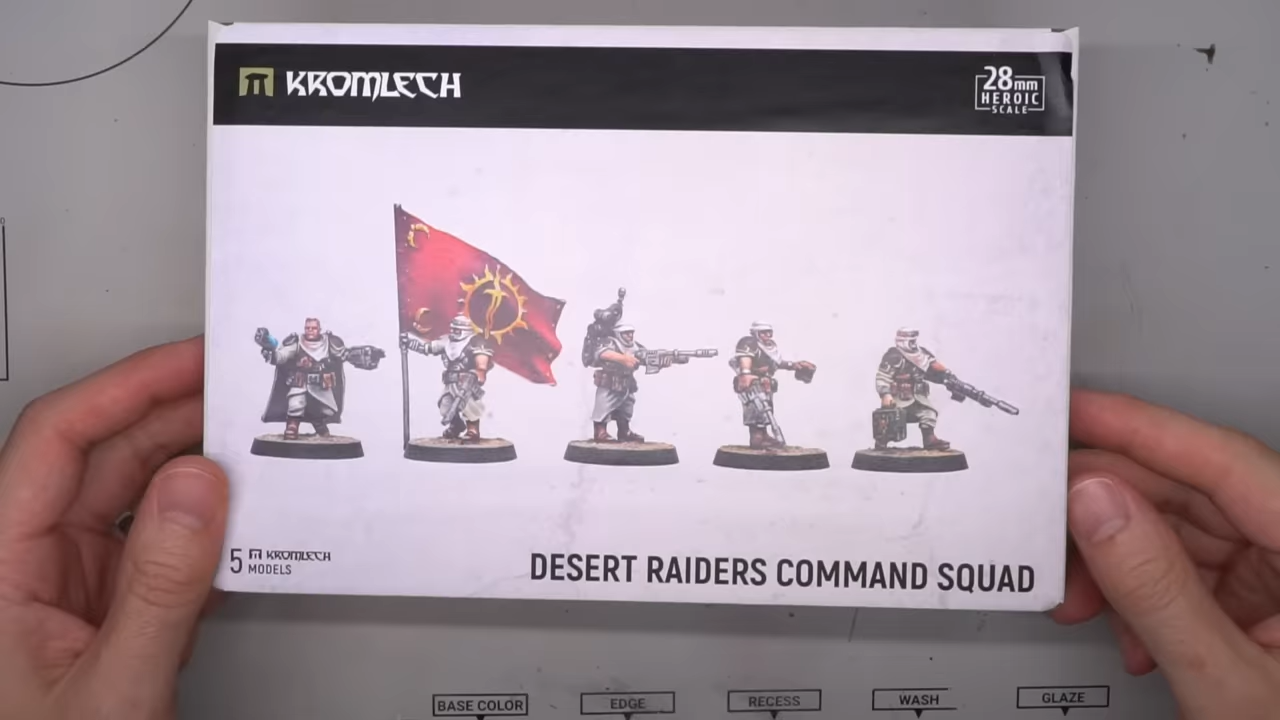 KROMLECH
28mm
HEROIC
SCALE
5 KROMLECH
MODELS
DESERT RAIDERS COMMAND SQUAD
BASE COLOR
EDGE
RECESS
WASH
GLAZE